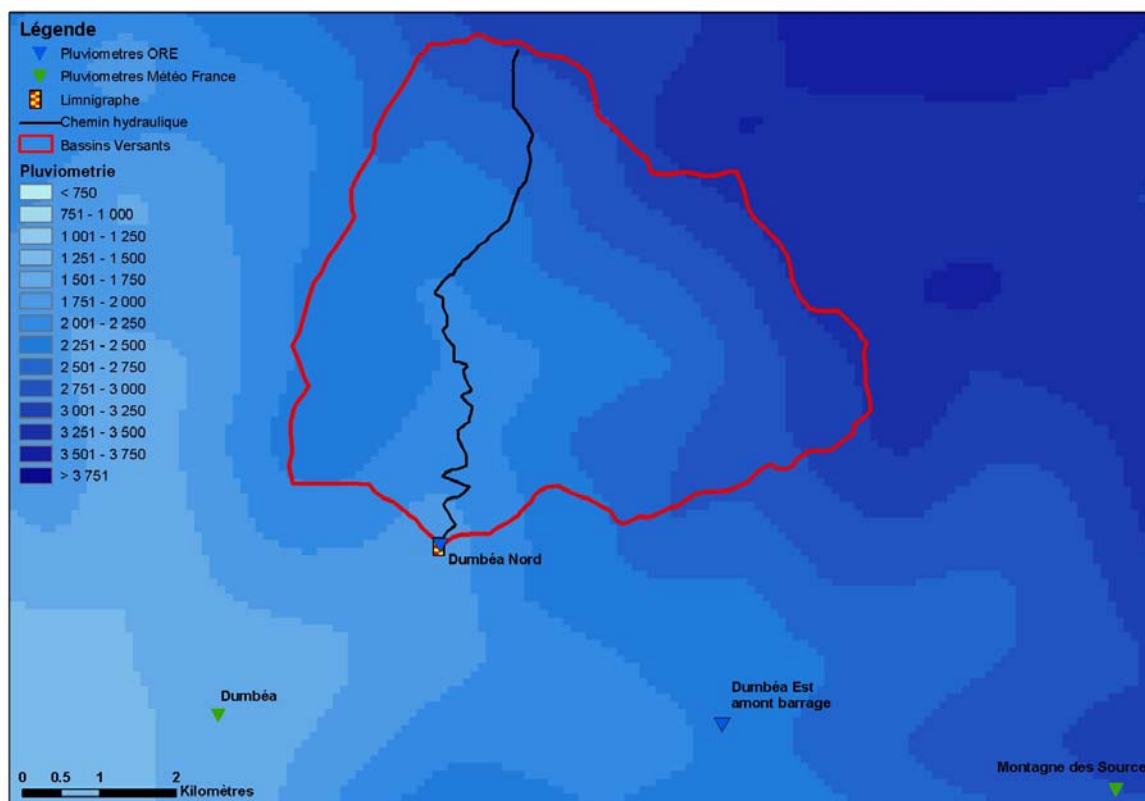 Légende
Pluviometres ORE
Pluviometres Météo France
Limnigraphe
Chemin hydraulique
Bassins Versants
Pluviometrie
< 750
751 - 1 000
1 001 - 1 250
1 251 - 1 500
1 501 - 1 750
1 751 - 2 000
2 001 - 2 250
2 251 - 2 500
2 501 - 2 750
2 751 - 3 000
3 001 - 3 250
3 251 - 3 500
3 501 - 3 750
> 3 751
Dumbéa Nord
Dumbéa
Dumbéa Est
amont barrage
Montagne des Source
0 0.5 1 2
Kilomètres